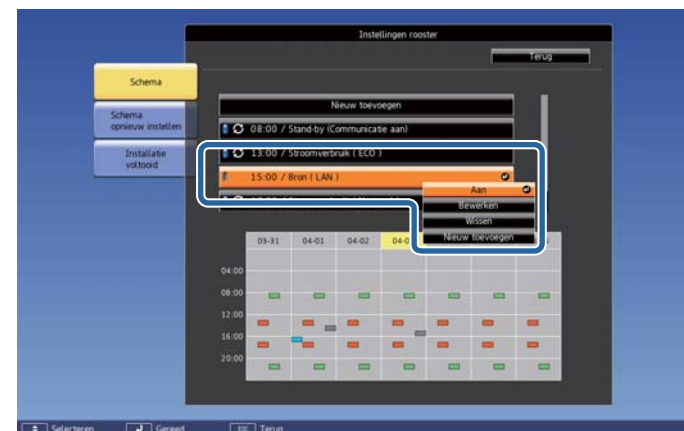 Instellingen rooster
Terug
Schema
Schema
opnieuw instellen
Installatie
voltooid
Nieuw toevoegen
08:00 / Stand-by (Communicatie aan)
13:00 / Stroomverbruik ( ECO )
15:00 / Bron ( LAN )
Aan
Bewerken
Wissen
Nieuw toevoegen
03-31 04-01 04-02
04:00
08:00
12:00
16:00
20:00
Selecteren Gereed Terug